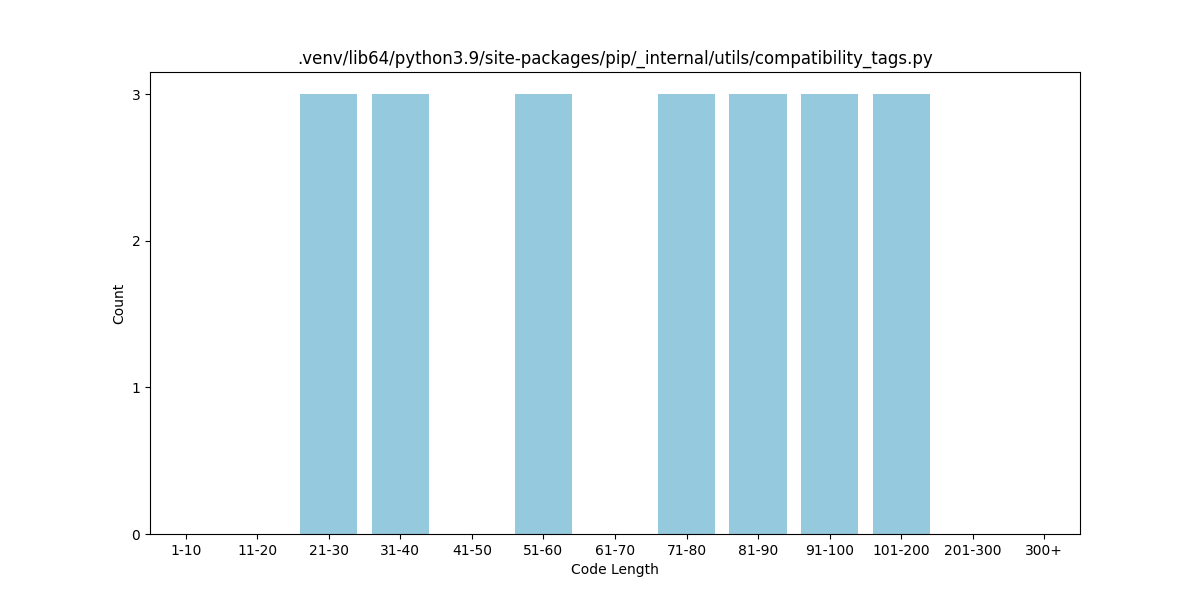 .venv/lib64/python3.9/site-packages/pip/_internal/utils/compatibility_tags.py
3
2
1
0
Count
1-10 11-20 21-30 31-40 41-50 51-60 61-70 71-80 81-90 91-100 101-200 201-300 300+
Code Length